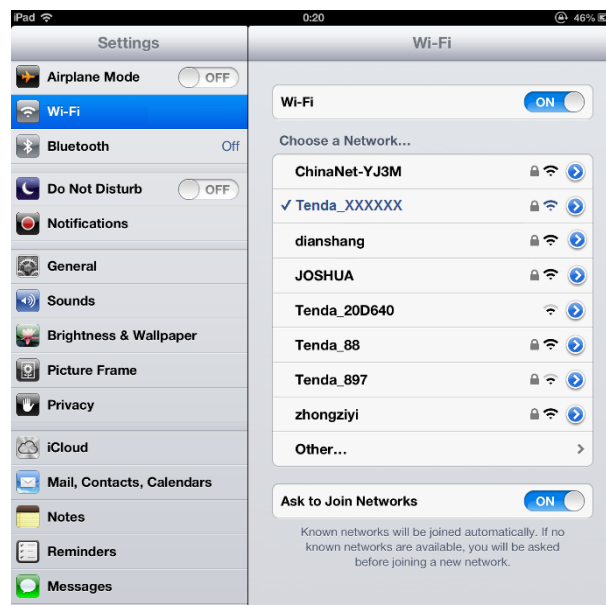 iPad 0:20 46%
Settings
Airplane Mode OFF
Wi-Fi
Bluetooth Off
Do Not Disturb OFF
Notifications
General
Sounds
Brightness & Wallpaper
Picture Frame
Privacy
iCloud
Mail, Contacts, Calendars
Notes
Reminders
Messages
Wi-Fi
Wi-Fi ON
Choose a Network...
ChinaNet-YJ3M
✓ Tenda_XXXXXX
dianshang
JOSHUA
Tenda_20D640
Tenda_88
Tenda_897
zhongziyi
Other...
Ask to Join Networks ON
Known networks will be joined automatically. If no
known networks are available, you will be asked
before joining a new network.